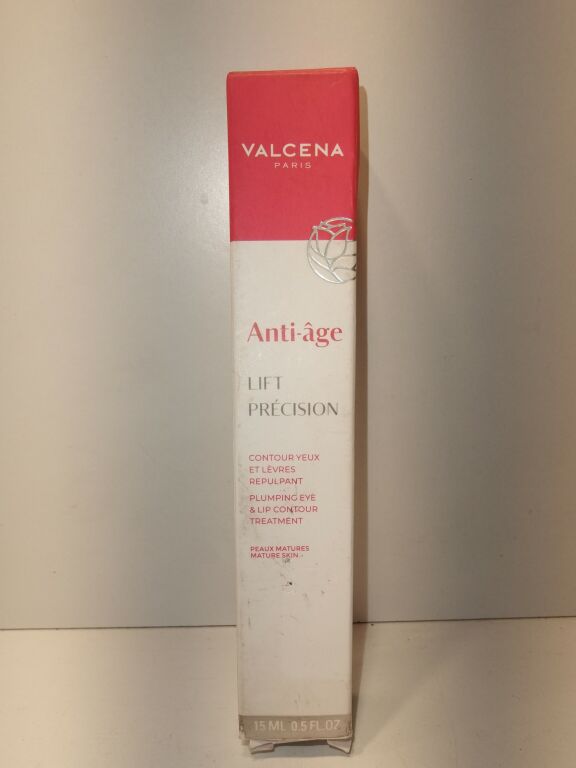 VALCENA
PARIS
Anti-âge
LIFT
PRÉCISION
CONTOUR YEUX
ET LÈVRES
REPULPANT
PLUMPING EYE
& LIP CONTOUR
TREATMENT
PEAUX MATURES
MATURE SKIN
15 ML 0.5 FL.OZ